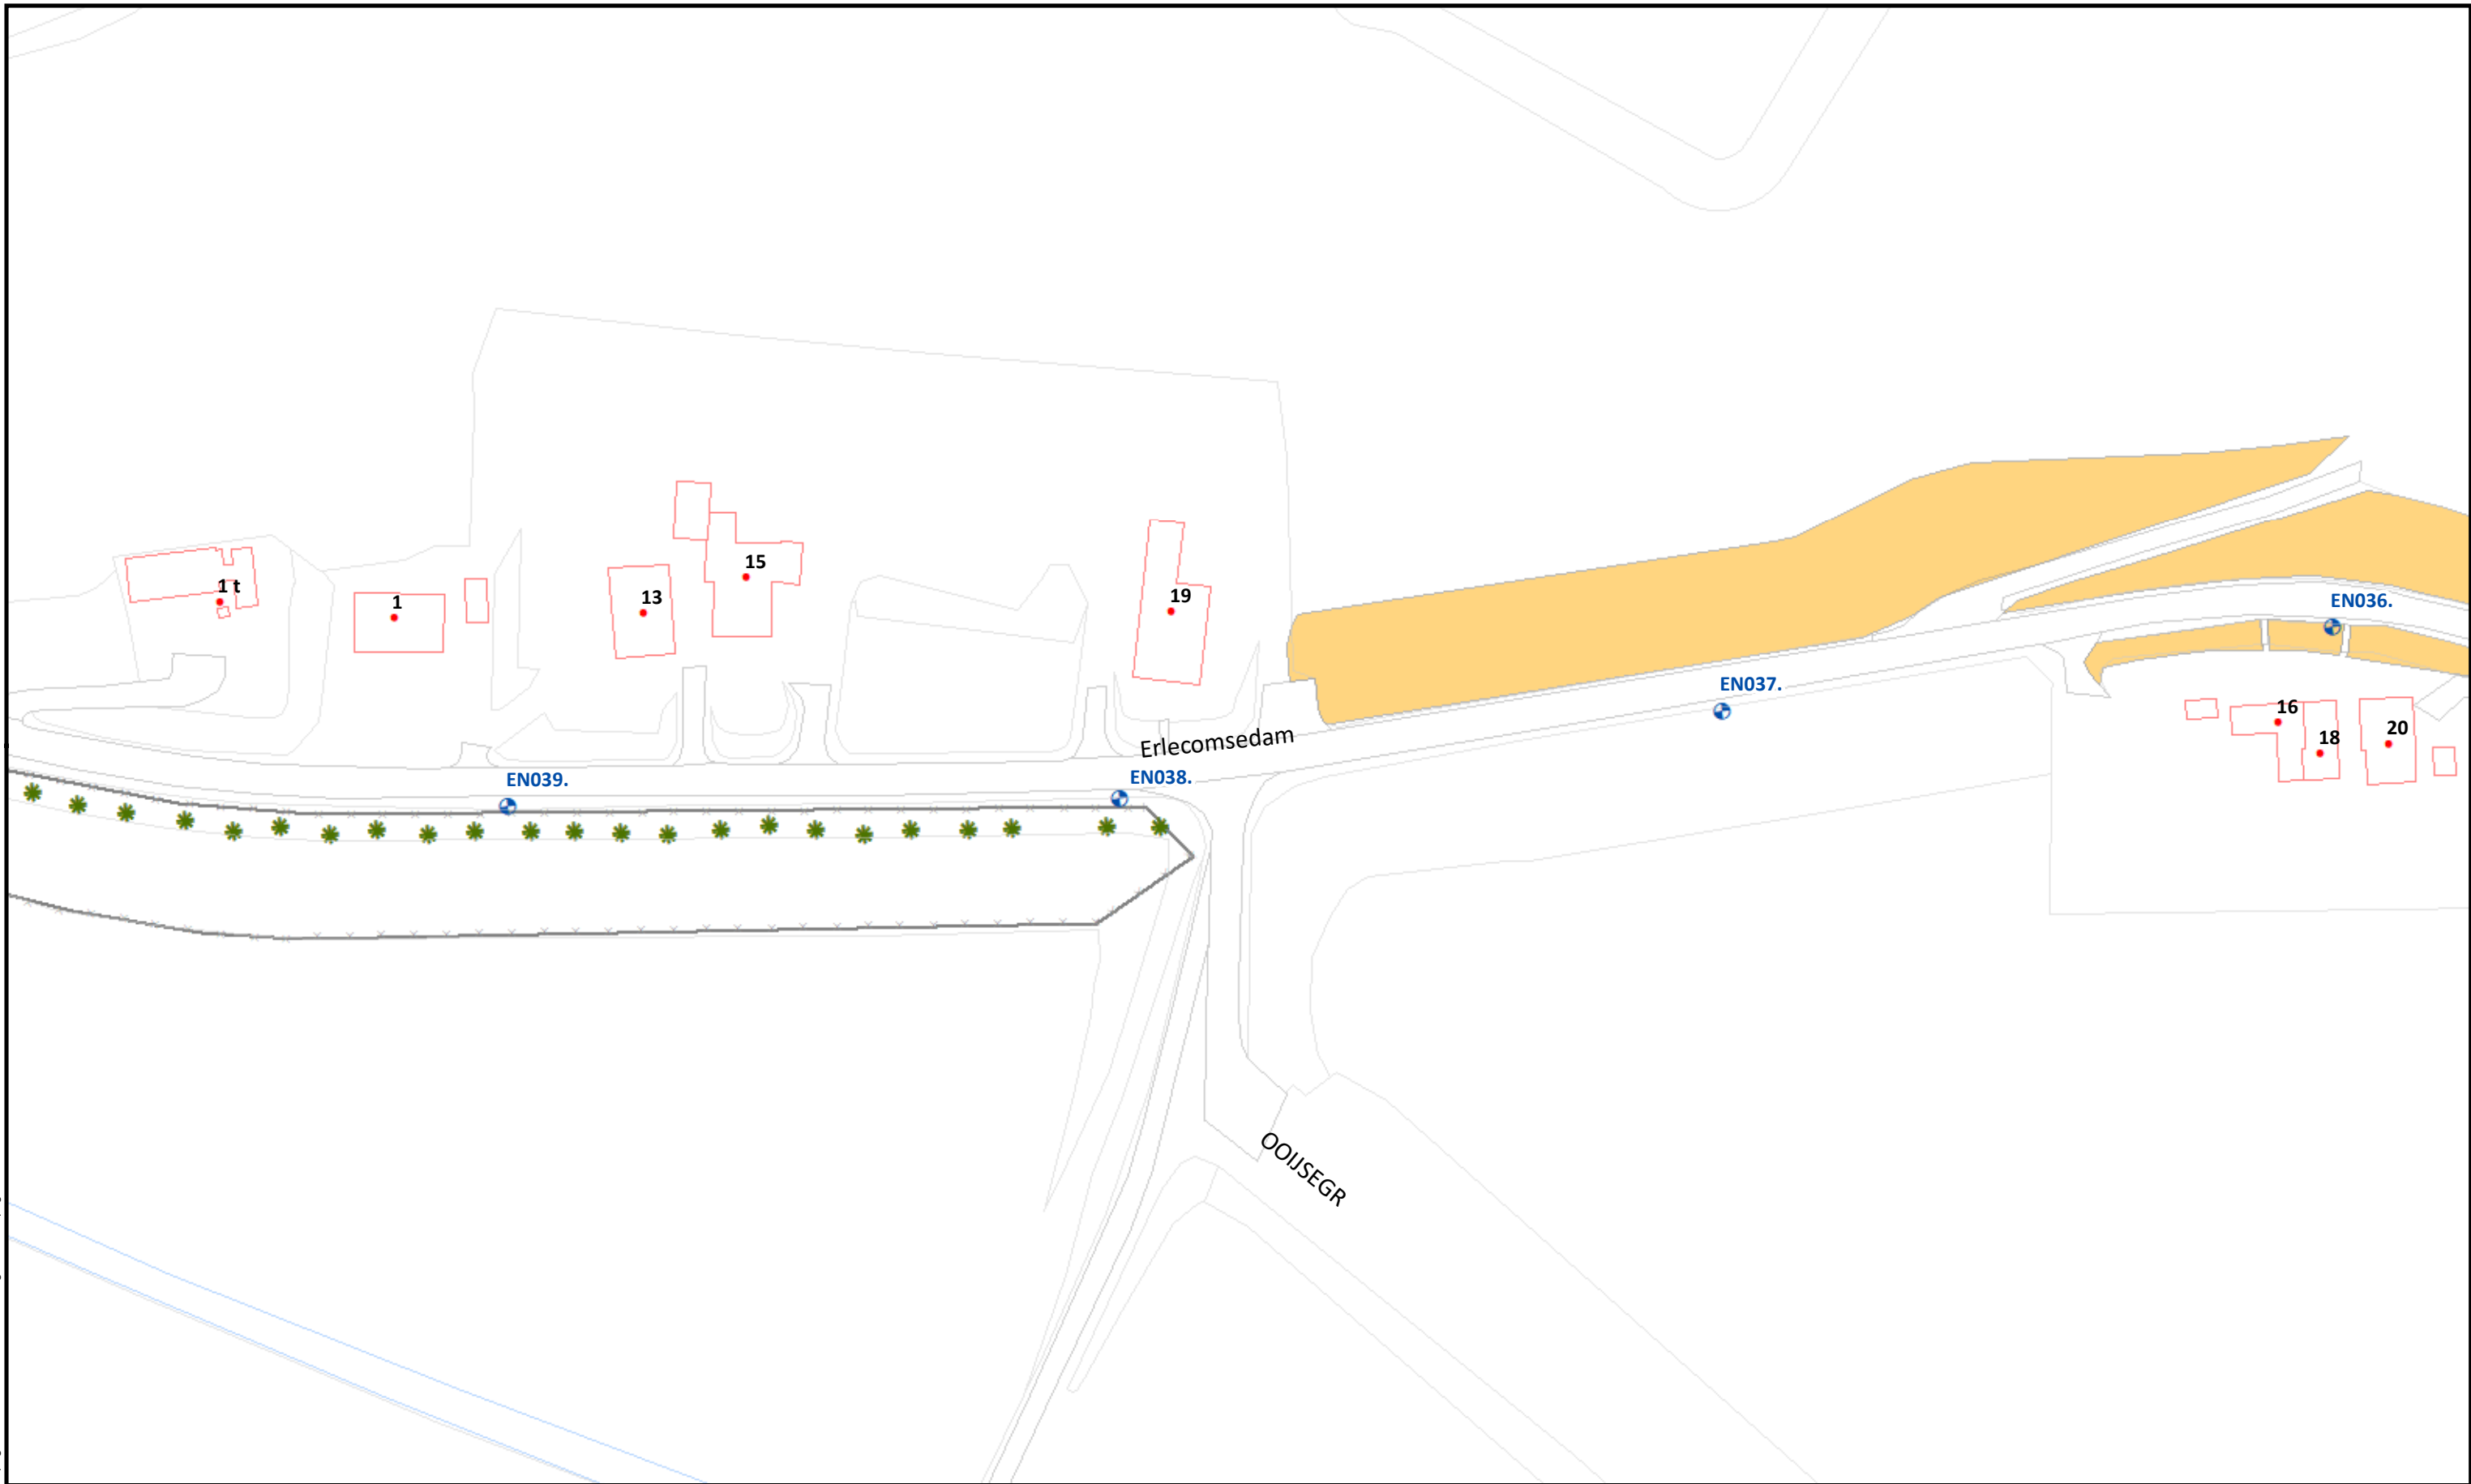 EN036.
15
1 t
1
13
19
EN037.
16
18
20
Erlecomsedam
EN039.
EN038.
OOIJSEGR